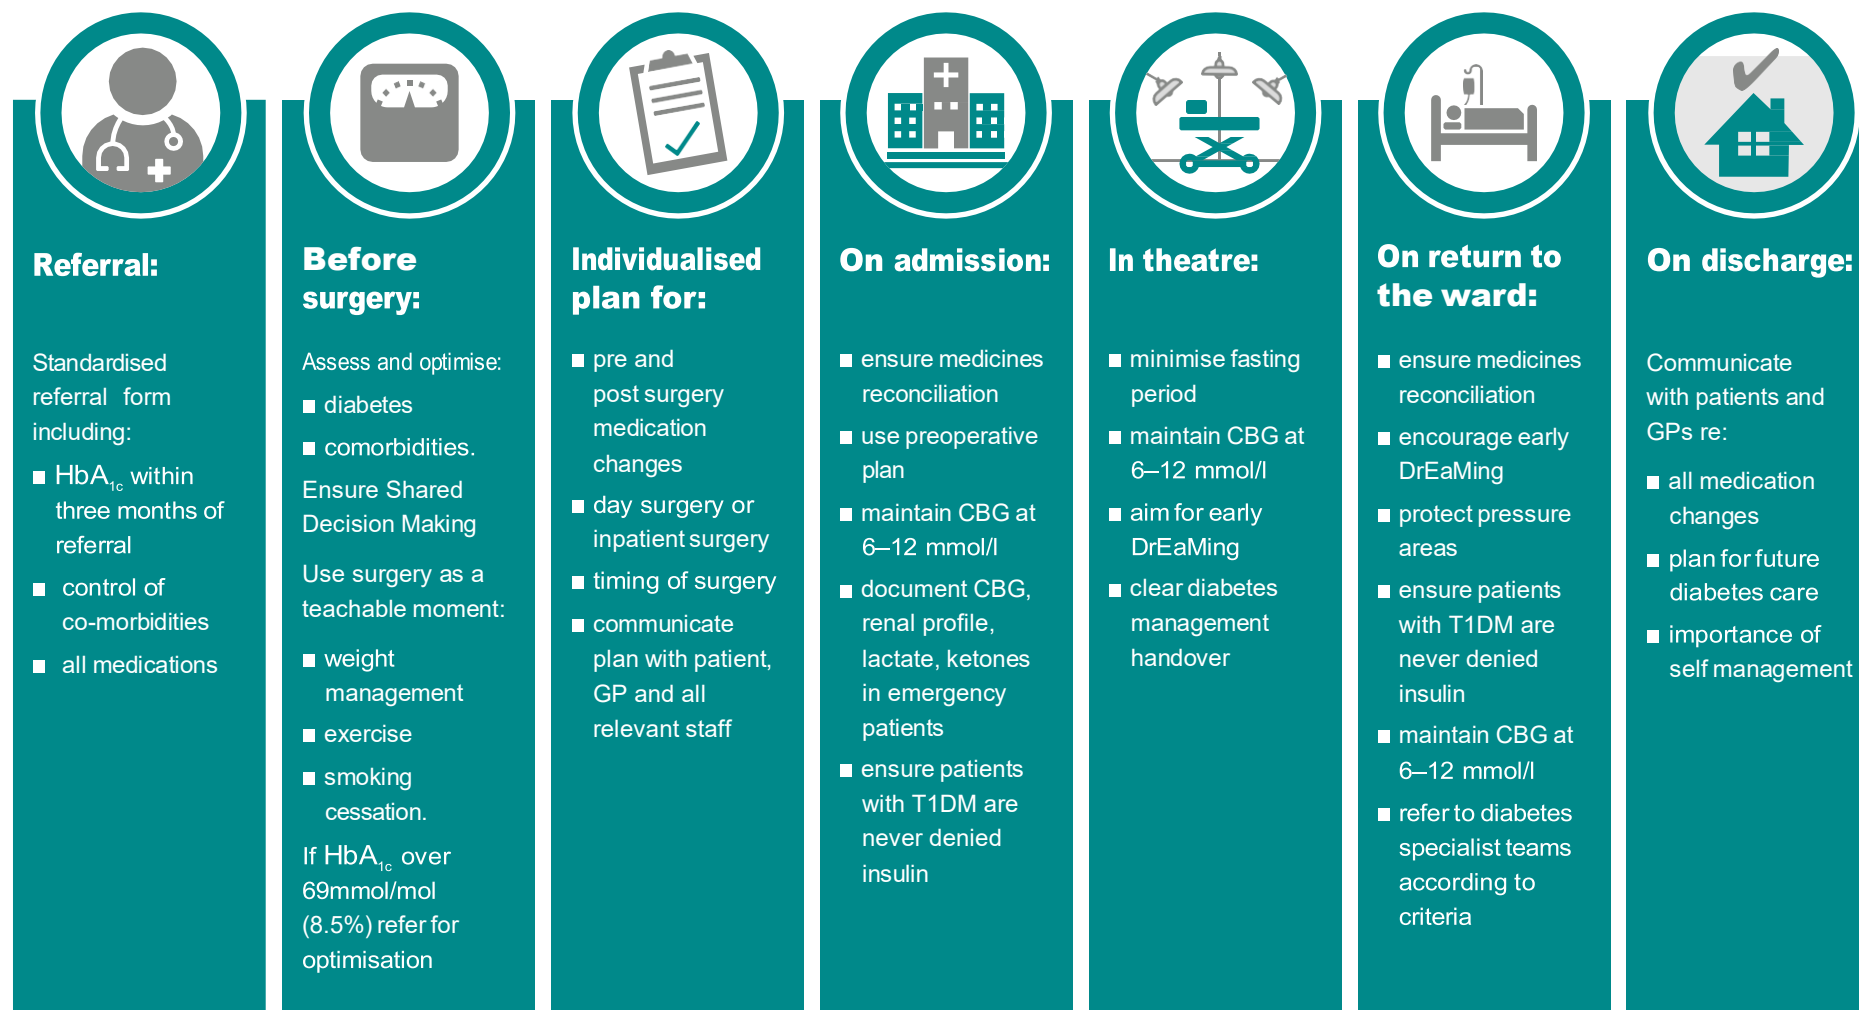 Referral:
Standardised
referral form
including:
■ HbA1c within
three months of
referral
■ control of
co-morbidities
■ all medications
Before
surgery:
Assess and optimise:
■ diabetes
■ comorbidities.
Ensure Shared
Decision Making
Use surgery as a
teachable moment:
■ weight
management
■ exercise
■ smoking
cessation.
If HbA1c over
69mmol/mol
(8.5%) refer for
optimisation
Individualised
plan for:
■ pre and
post surgery
medication
changes
■ day surgery or
inpatient surgery
■ timing of surgery
■ communicate
plan with patient,
GP and all
relevant staff
On admission:
■ ensure medicines
reconciliation
■ use preoperative
plan
■ maintain CBG at
6–12 mmol/l
■ document CBG,
renal profile,
lactate, ketones
in emergency
patients
■ ensure patients
with T1DM are
never denied
insulin
In theatre:
■ minimise fasting
period
■ maintain CBG at
6–12 mmol/l
■ aim for early
DrEaMing
■ clear diabetes
management
handover
On return to
the ward:
■ ensure medicines
reconciliation
■ encourage early
DrEaMing
■ protect pressure
areas
■ ensure patients
with T1DM are
never denied
insulin
■ maintain CBG at
6–12 mmol/l
■ refer to diabetes
specialist teams
according to
criteria
On discharge:
Communicate
with patients and
GPs re:
■ all medication
changes
■ plan for future
diabetes care
■ importance of
self management